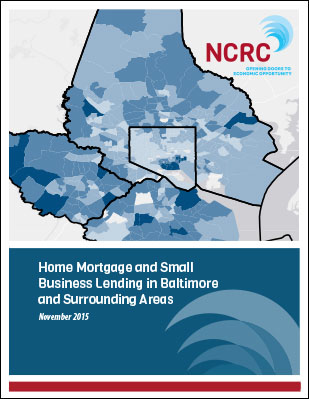 NCRC
OPENING DOORS TO
ECONOMIC OPPORTUNITY
Home Mortgage and Small
Business Lending in Baltimore
and Surrounding Areas
November 2015